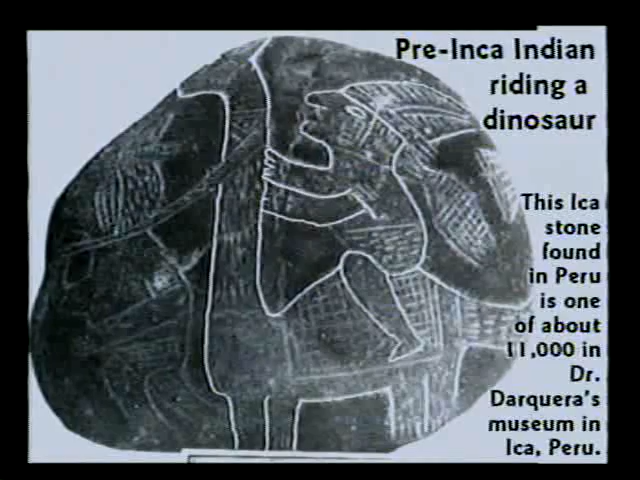 Pre-Inca Indian
riding a
dinosaur
This Ica
stone
found
in Peru
is one
of about
11,000 in
Dr.
Darquera's
museum in
Ica, Peru.